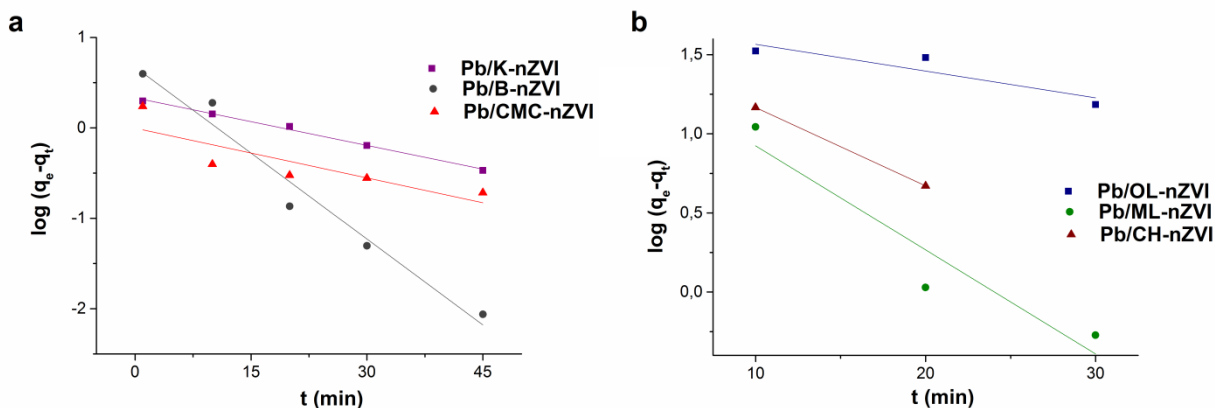 a
1
0
-1
-2
log (qe-qt)
0
15
30
45
t (min)
Pb/K-nZVI
Pb/B-nZVI
Pb/CMC-nZVI
b
1,5
1,0
0,5
0,0
log (qe-qt)
10
20
30
t (min)
Pb/OL-nZVI
Pb/ML-nZVI
Pb/CH-nZVI